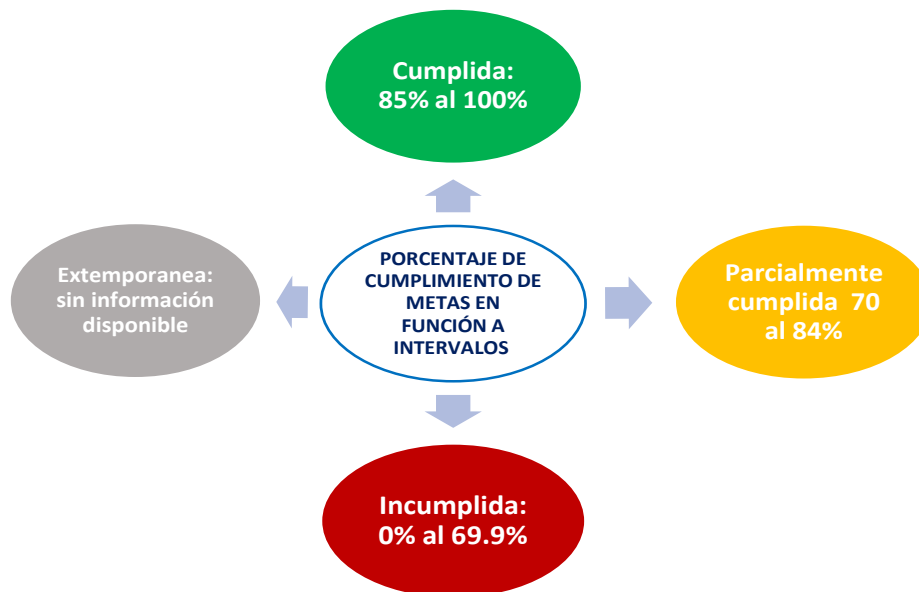 Cumplida:
85% al 100%
PORCENTAJE DE
CUMPLIMIENTO DE
METAS EN
FUNCIÓN A
INTERVALOS
Extemporanea:
sin información
disponible
Parcialmente
cumplida 70
al 84%
Incumplida:
0% al 69.9%